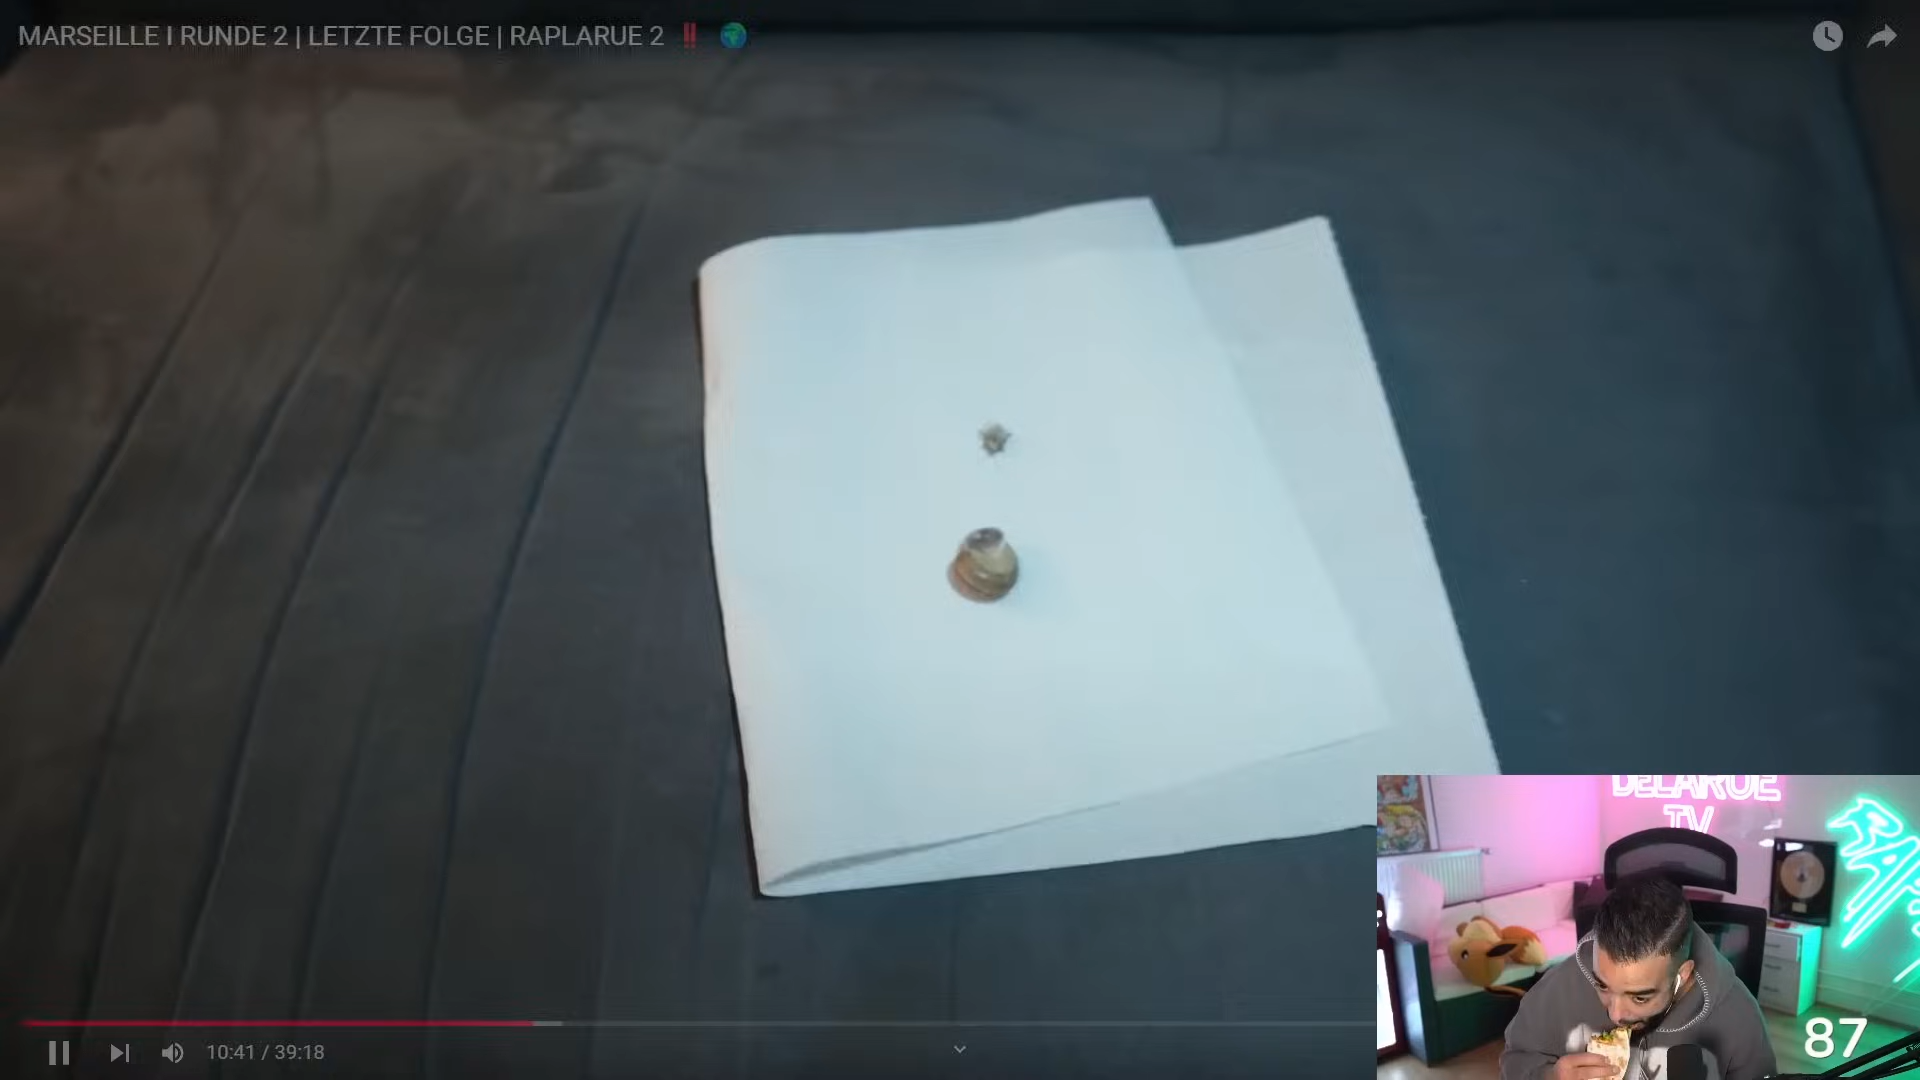 MARSEILLE I RUNDE 2 | LETZTE FOLGE | RAPLARUE 2 ‼️ 🌍
DELARUE
TV
87
10:41 / 39:18